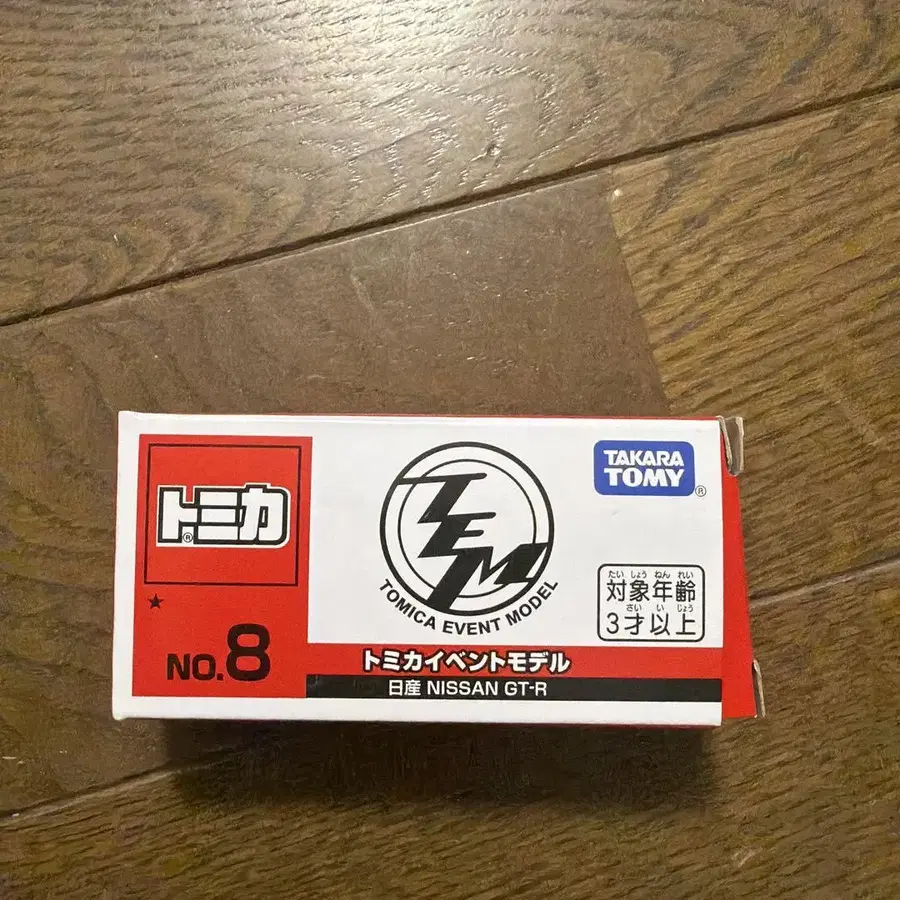 トミカ®
★
NO.8
TEM
TOMICA EVENT MODEL
トミカイベントモデル
日産 NISSAN GT-R
TAKARA
TOMY®
たいしょうねんれい
対象年齢
さいいじょう
3才以上